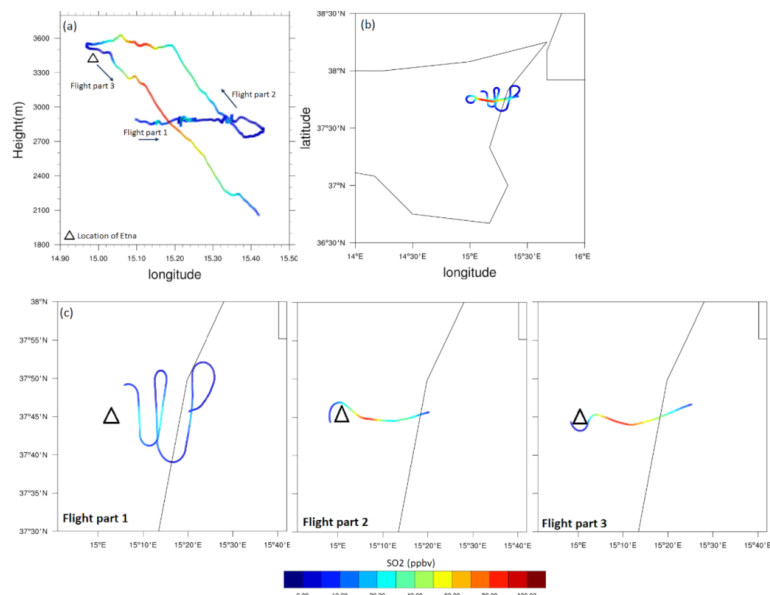 (a)
3600
3300
3000
2700
2400
2100
1800
Height(m)
Flight part 3
Flight part 2
Flight part 1
Location of Etna
14.90 15.00 15.10 15.20 15.30 15.40 15.50
longitude
(b)
38°30'N
38°N
37°30'N
37°N
36°30'N
latitude
14°E 14°30'E 15°E 15°30'E 16°E
longitude
(c)
38°N
37°55'N
37°50'N
37°45'N
37°40'N
37°35'N
37°30'N
Flight part 1
Flight part 2
Flight part 3
15°E 15°10'E 15°20'E 15°30'E 15°40'E
15°E 15°10'E 15°20'E 15°30'E 15°40'E
15°E 15°10'E 15°20'E 15°30'E 15°40'E
SO2 (ppbv)